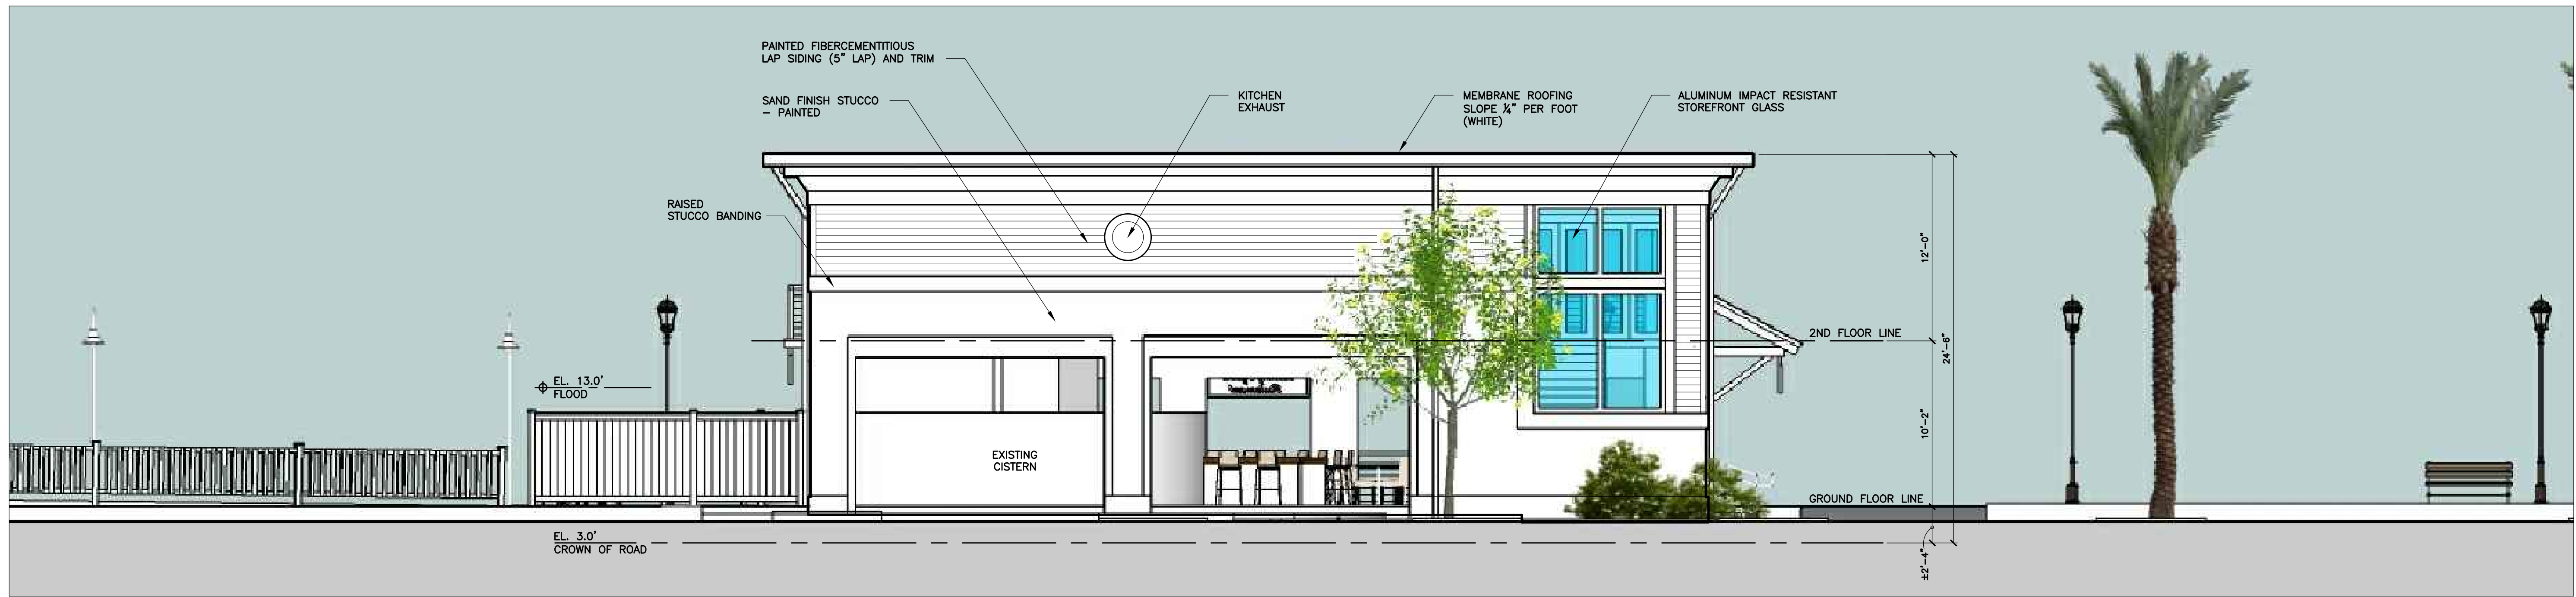 PAINTED FIBERCEMENTITIOUS
LAP SIDING (5" LAP) AND TRIM
SAND FINISH STUCCO
– PAINTED
RAISED
STUCCO BANDING
KITCHEN
EXHAUST
MEMBRANE ROOFING
SLOPE ¼" PER FOOT
(WHITE)
ALUMINUM IMPACT RESISTANT
STOREFRONT GLASS
12'-0"
24'-6"
10'-2"
±2'-4"
2ND FLOOR LINE
EL. 13.0'
FLOOD
EXISTING
CISTERN
GROUND FLOOR LINE
EL. 3.0'
CROWN OF ROAD